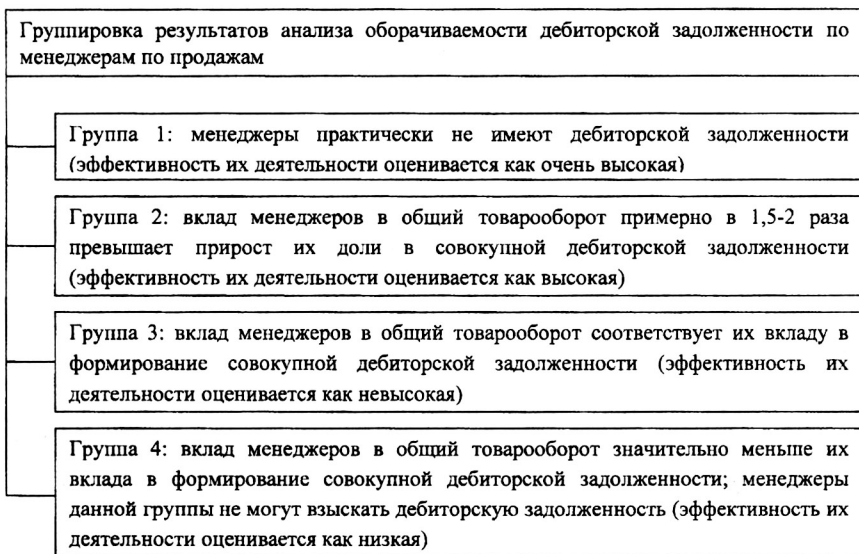 Группировка результатов анализа оборачиваемости дебиторской задолженности по
менеджерам по продажам
Группа 1: менеджеры практически не имеют дебиторской задолженности
(эффективность их деятельности оценивается как очень высокая)
Группа 2: вклад менеджеров в общий товарооборот примерно в 1,5-2 раза
превышает прирост их доли в совокупной дебиторской задолженности
(эффективность их деятельности оценивается как высокая)
Группа 3: вклад менеджеров в общий товарооборот соответствует их вкладу в
формирование совокупной дебиторской задолженности (эффективность их
деятельности оценивается как невысокая)
Группа 4: вклад менеджеров в общий товарооборот значительно меньше их
вклада в формирование совокупной дебиторской задолженности; менеджеры
данной группы не могут взыскать дебиторскую задолженность (эффективность их
деятельности оценивается как низкая)